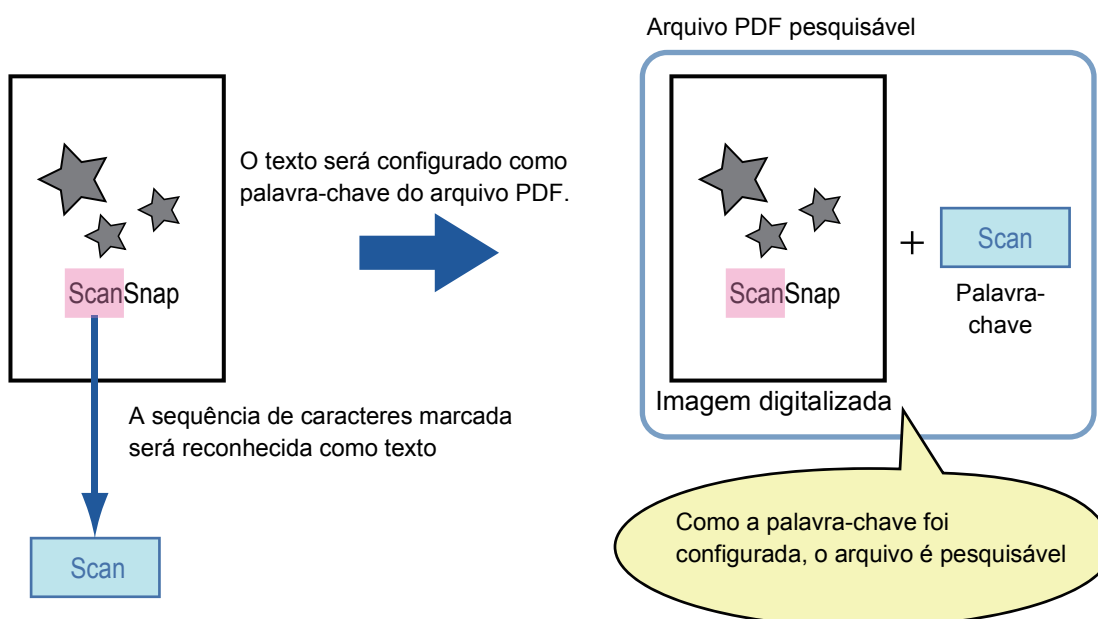 Arquivo PDF pesquisável
O texto será configurado como
palavra-chave do arquivo PDF.
ScanSnap
A sequência de caracteres marcada
será reconhecida como texto
Scan
ScanSnap
+
Scan
Palavra-
chave
Imagem digitalizada
Como a palavra-chave foi
configurada, o arquivo é pesquisável